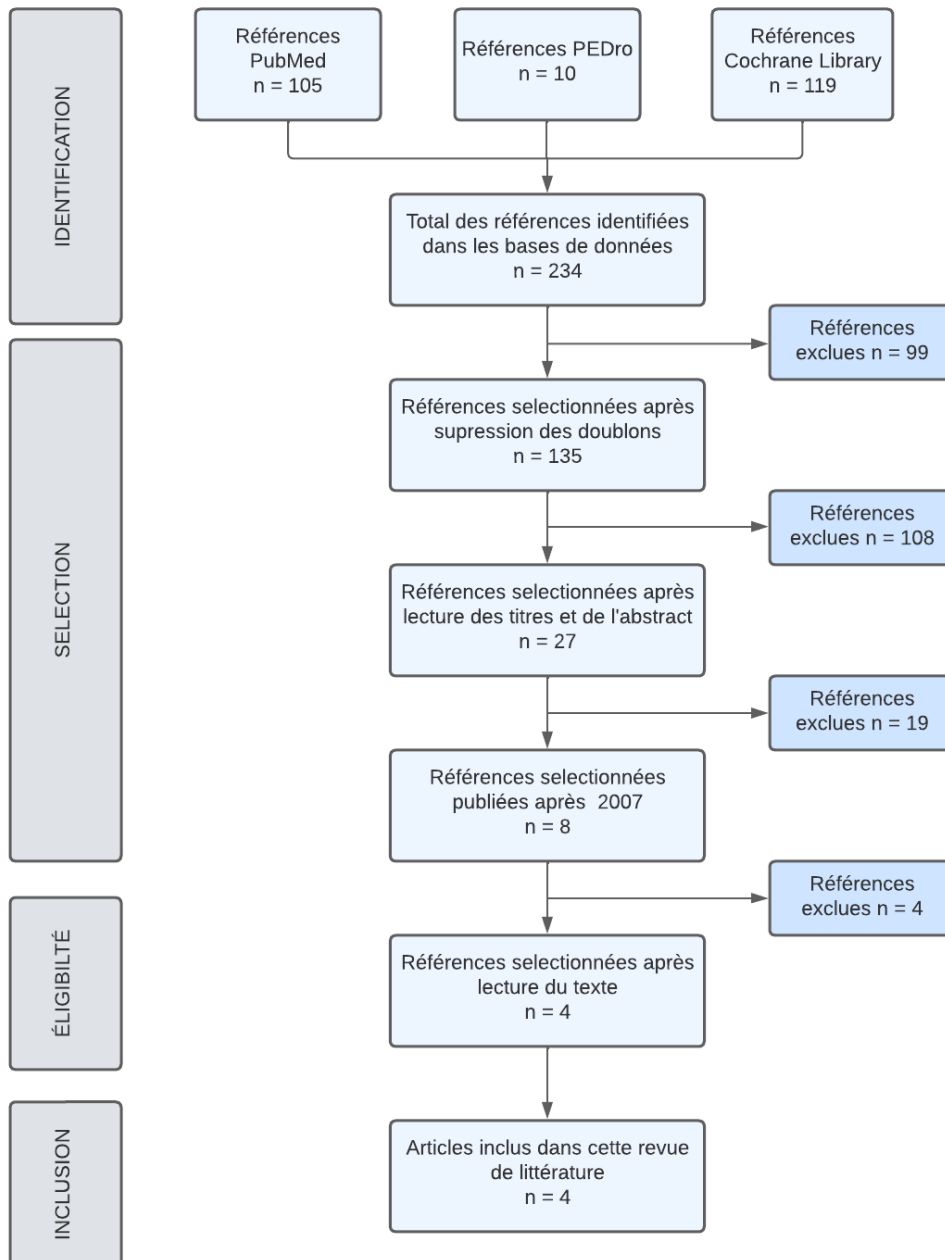 IDENTIFICATION
Références
PubMed
n = 105
Références PEDro
n = 10
Références
Cochrane Library
n = 119
Total des références identifiées
dans les bases de données
n = 234
Références
exclues n = 99
SELECTION
Références selectionnées après
supression des doublons
n = 135
Références
exclues n = 108
Références selectionnées après
lecture des titres et de l'abstract
n = 27
Références
exclues n = 19
Références selectionnées
publiées après  2007
n = 8
Références
exclues n = 4
ÉLIGIBILTÉ
Références selectionnées après
lecture du texte
n = 4
INCLUSION
Articles inclus dans cette revue
de littérature
n = 4